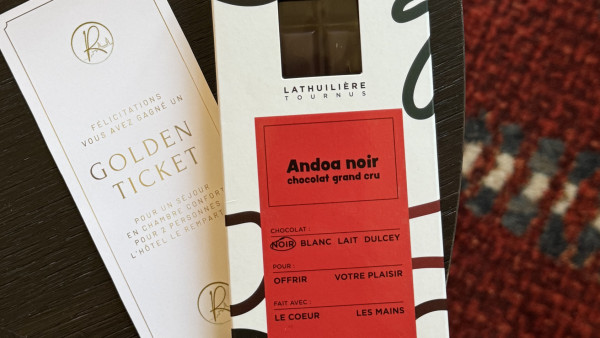 FÉLICITATIONS
VOUS AVEZ GAGNÉ UN
GOLDEN
TICKET
POUR UN SÉJOUR
EN CHAMBRE CONFORT
POUR 2 PERSONNES
L'HÔTEL LE REMPART
LATHUILIÈRE
TOURNUS
Andoa noir
chocolat grand cru
CHOCOLAT :
NOIR BLANC LAIT DULCEY
POUR :
OFFRIR VOTRE PLAISIR
FAIT AVEC :
LE COEUR LES MAINS